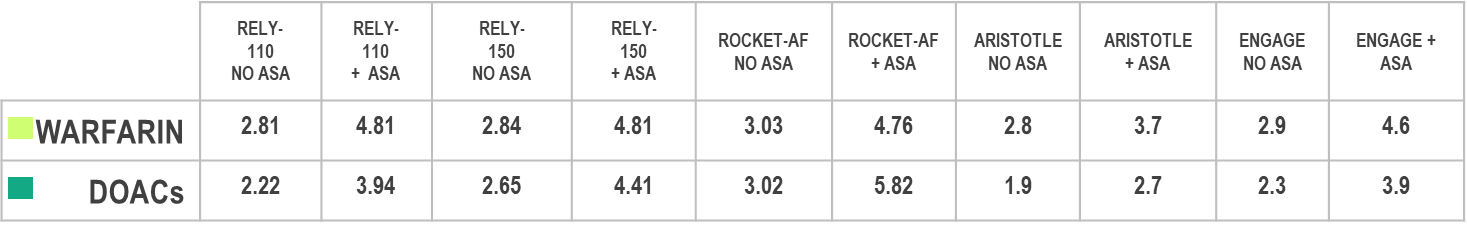 RELY-
110
NO ASA
RELY-
110
+ ASA
RELY-
150
NO ASA
RELY-
150
+ ASA
ROCKET-AF
NO ASA
ROCKET-AF
+ ASA
ARISTOTLE
NO ASA
ARISTOTLE
+ ASA
ENGAGE
NO ASA
ENGAGE +
ASA
WARFARIN 2.81 4.81 2.84 4.81 3.03 4.76 2.8 3.7 2.9 4.6
DOACs 2.22 3.94 2.65 4.41 3.02 5.82 1.9 2.7 2.3 3.9